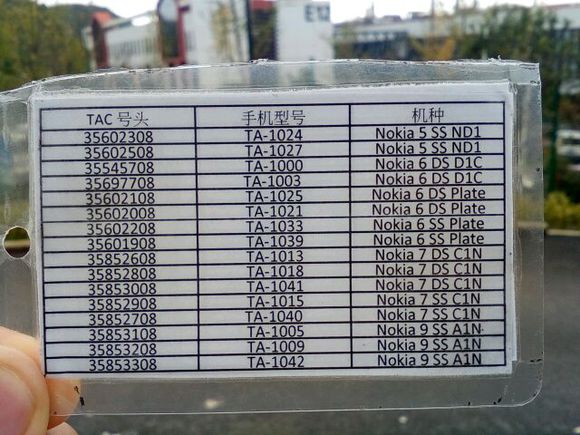 TAC 号头 手机型号 机种
35602308 TA-1024 Nokia 5 SS ND1
35602508 TA-1027 Nokia 5 SS ND1
35545708 TA-1000 Nokia 6 DS D1C
35697708 TA-1003 Nokia 6 DS D1C
35602108 TA-1025 Nokia 6 DS Plate
35602008 TA-1021 Nokia 6 DS Plate
35602208 TA-1033 Nokia 6 SS Plate
35601908 TA-1039 Nokia 6 SS Plate
35852608 TA-1013 Nokia 7 DS C1N
35852808 TA-1018 Nokia 7 DS C1N
35853008 TA-1041 Nokia 7 DS C1N
35852908 TA-1015 Nokia 7 SS C1N
35852708 TA-1040 Nokia 7 SS C1N
35853108 TA-1005 Nokia 9 SS A1N
35853208 TA-1009 Nokia 9 SS A1N
35853308 TA-1042 Nokia 9 SS A1N